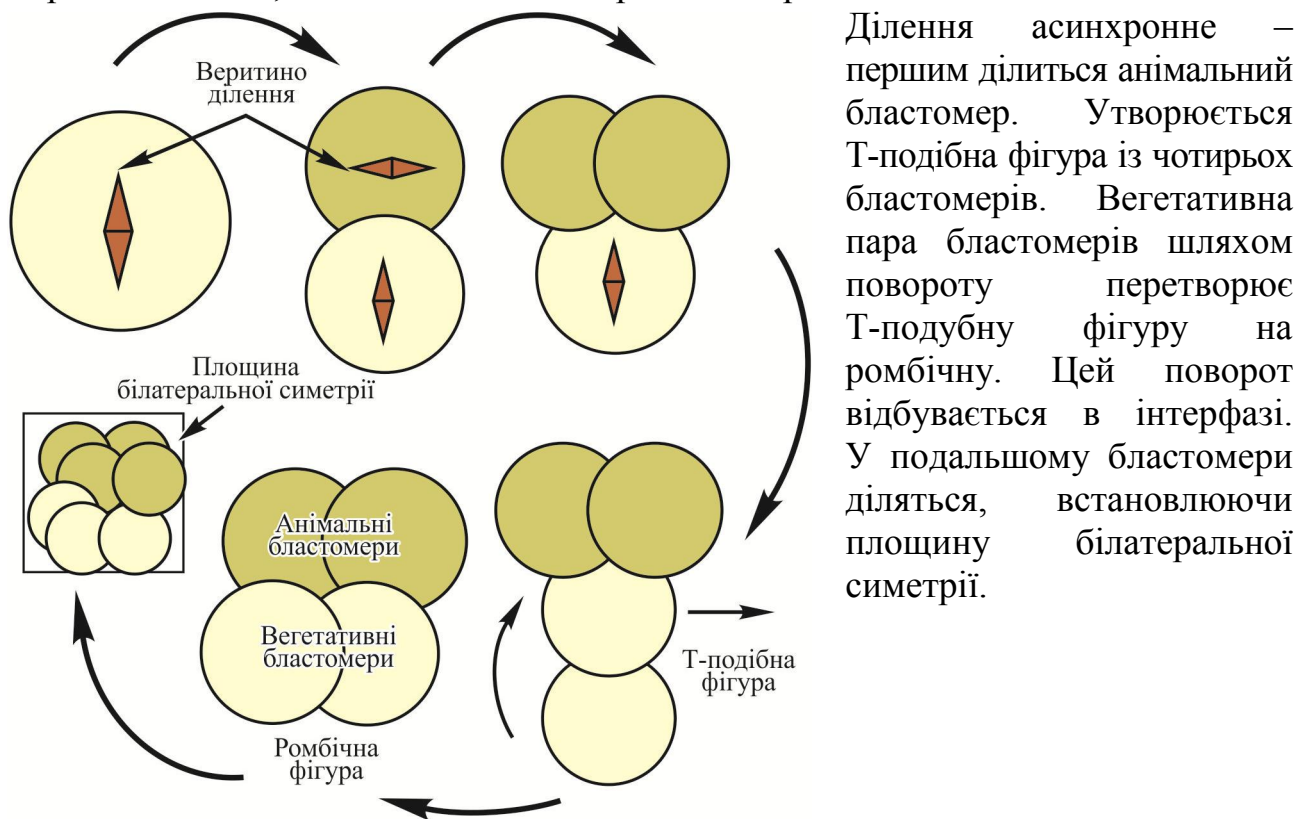 Веритино
ділення
Площина
білатеральної симетрії
Анімальні
бластомери
Вегетативні
бластомери
Т-подібна
фігура
Ромбічна
фігура
Ділення асинхронне –
першим ділиться анімальний
бластомер. Утворюється
Т-подібна фігура із чотирьох
бластомерів. Вегетативна
пара бластомерів шляхом
повороту перетворює
Т-подубну фігуру на
ромбічну. Цей поворот
відбувається в інтерфазі.
У подальшому бластомери
діляться, встановлюючи
площину білатеральної
симетрії.